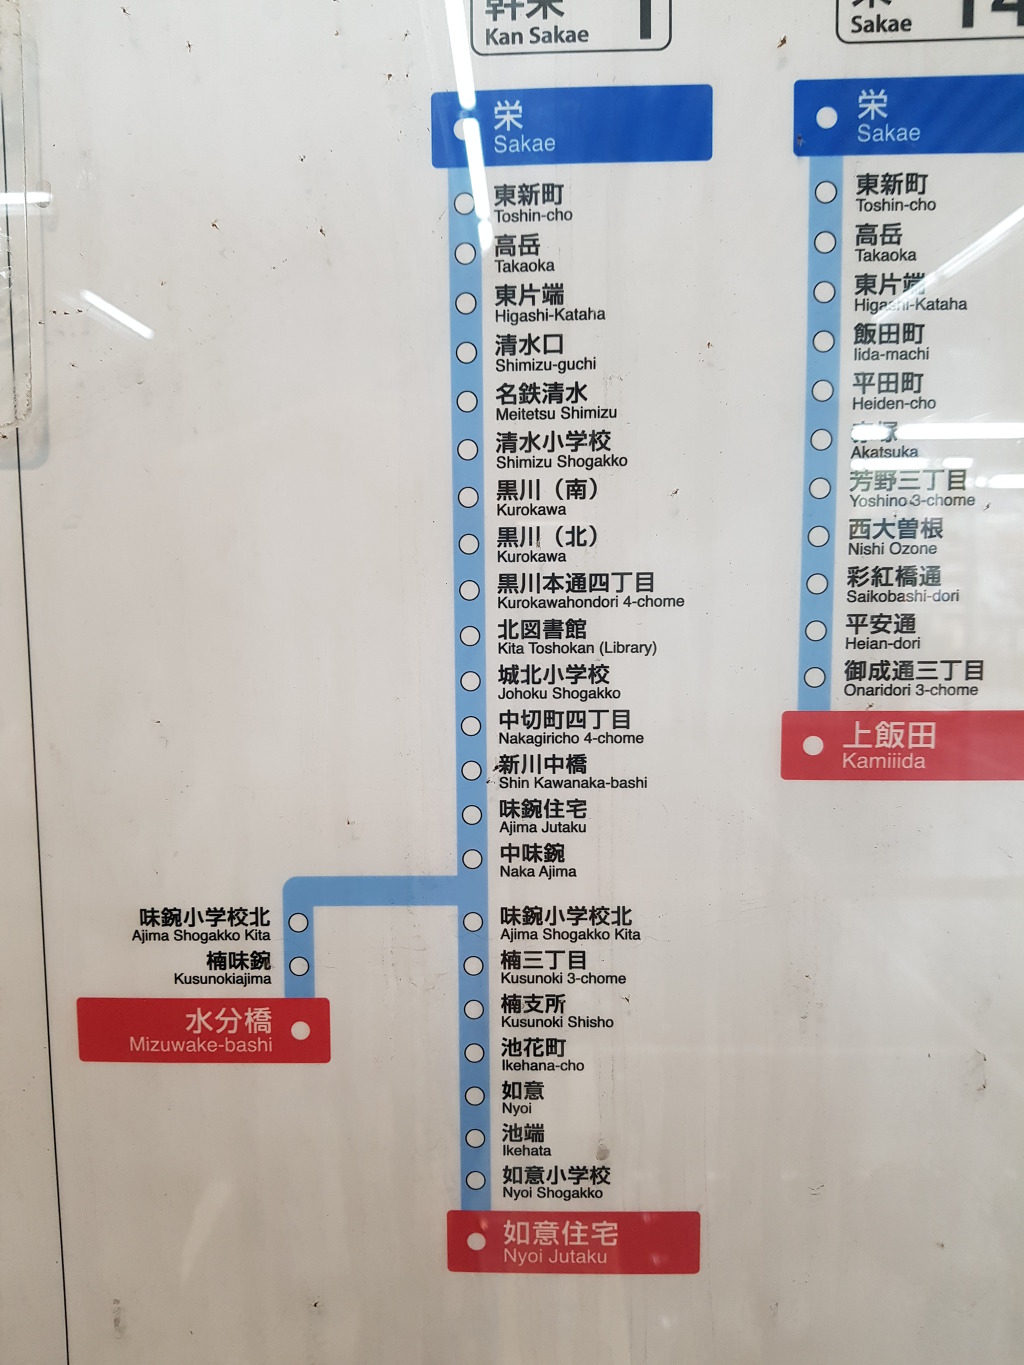 幹栄 1
Kan Sakae
栄
Sakae
東新町
Toshin-cho
高岳
Takaoka
東片端
Higashi-Kataha
清水口
Shimizu-guchi
名鉄清水
Meitetsu Shimizu
清水小学校
Shimizu Shogakko
黒川（南）
Kurokawa
黒川（北）
Kurokawa
黒川本通四丁目
Kurokawahondori 4-chome
北図書館
Kita Toshokan (Library)
城北小学校
Johoku Shogakko
中切町四丁目
Nakagiricho 4-chome
新川中橋
Shin Kawanaka-bashi
味鋺住宅
Ajima Jutaku
中味鋺
Naka Ajima
味鋺小学校北
Ajima Shogakko Kita
楠味鋺
Kusunokiajima
水分橋
Mizuwake-bashi
味鋺小学校北
Ajima Shogakko Kita
楠三丁目
Kusunoki 3-chome
楠支所
Kusunoki Shisho
池花町
Ikehana-cho
如意
Nyoi
池端
Ikehata
如意小学校
Nyoi Shogakko
如意住宅
Nyoi Jutaku
栄 14
Sakae
栄
Sakae
東新町
Toshin-cho
高岳
Takaoka
東片端
Higashi-Kataha
飯田町
Iida-machi
平田町
Heiden-cho
赤塚
Akatsuka
芳野三丁目
Yoshino 3-chome
西大曽根
Nishi Ozone
彩紅橋通
Saikobashi-dori
平安通
Heian-dori
御成通三丁目
Onaridori 3-chome
上飯田
Kamiiida